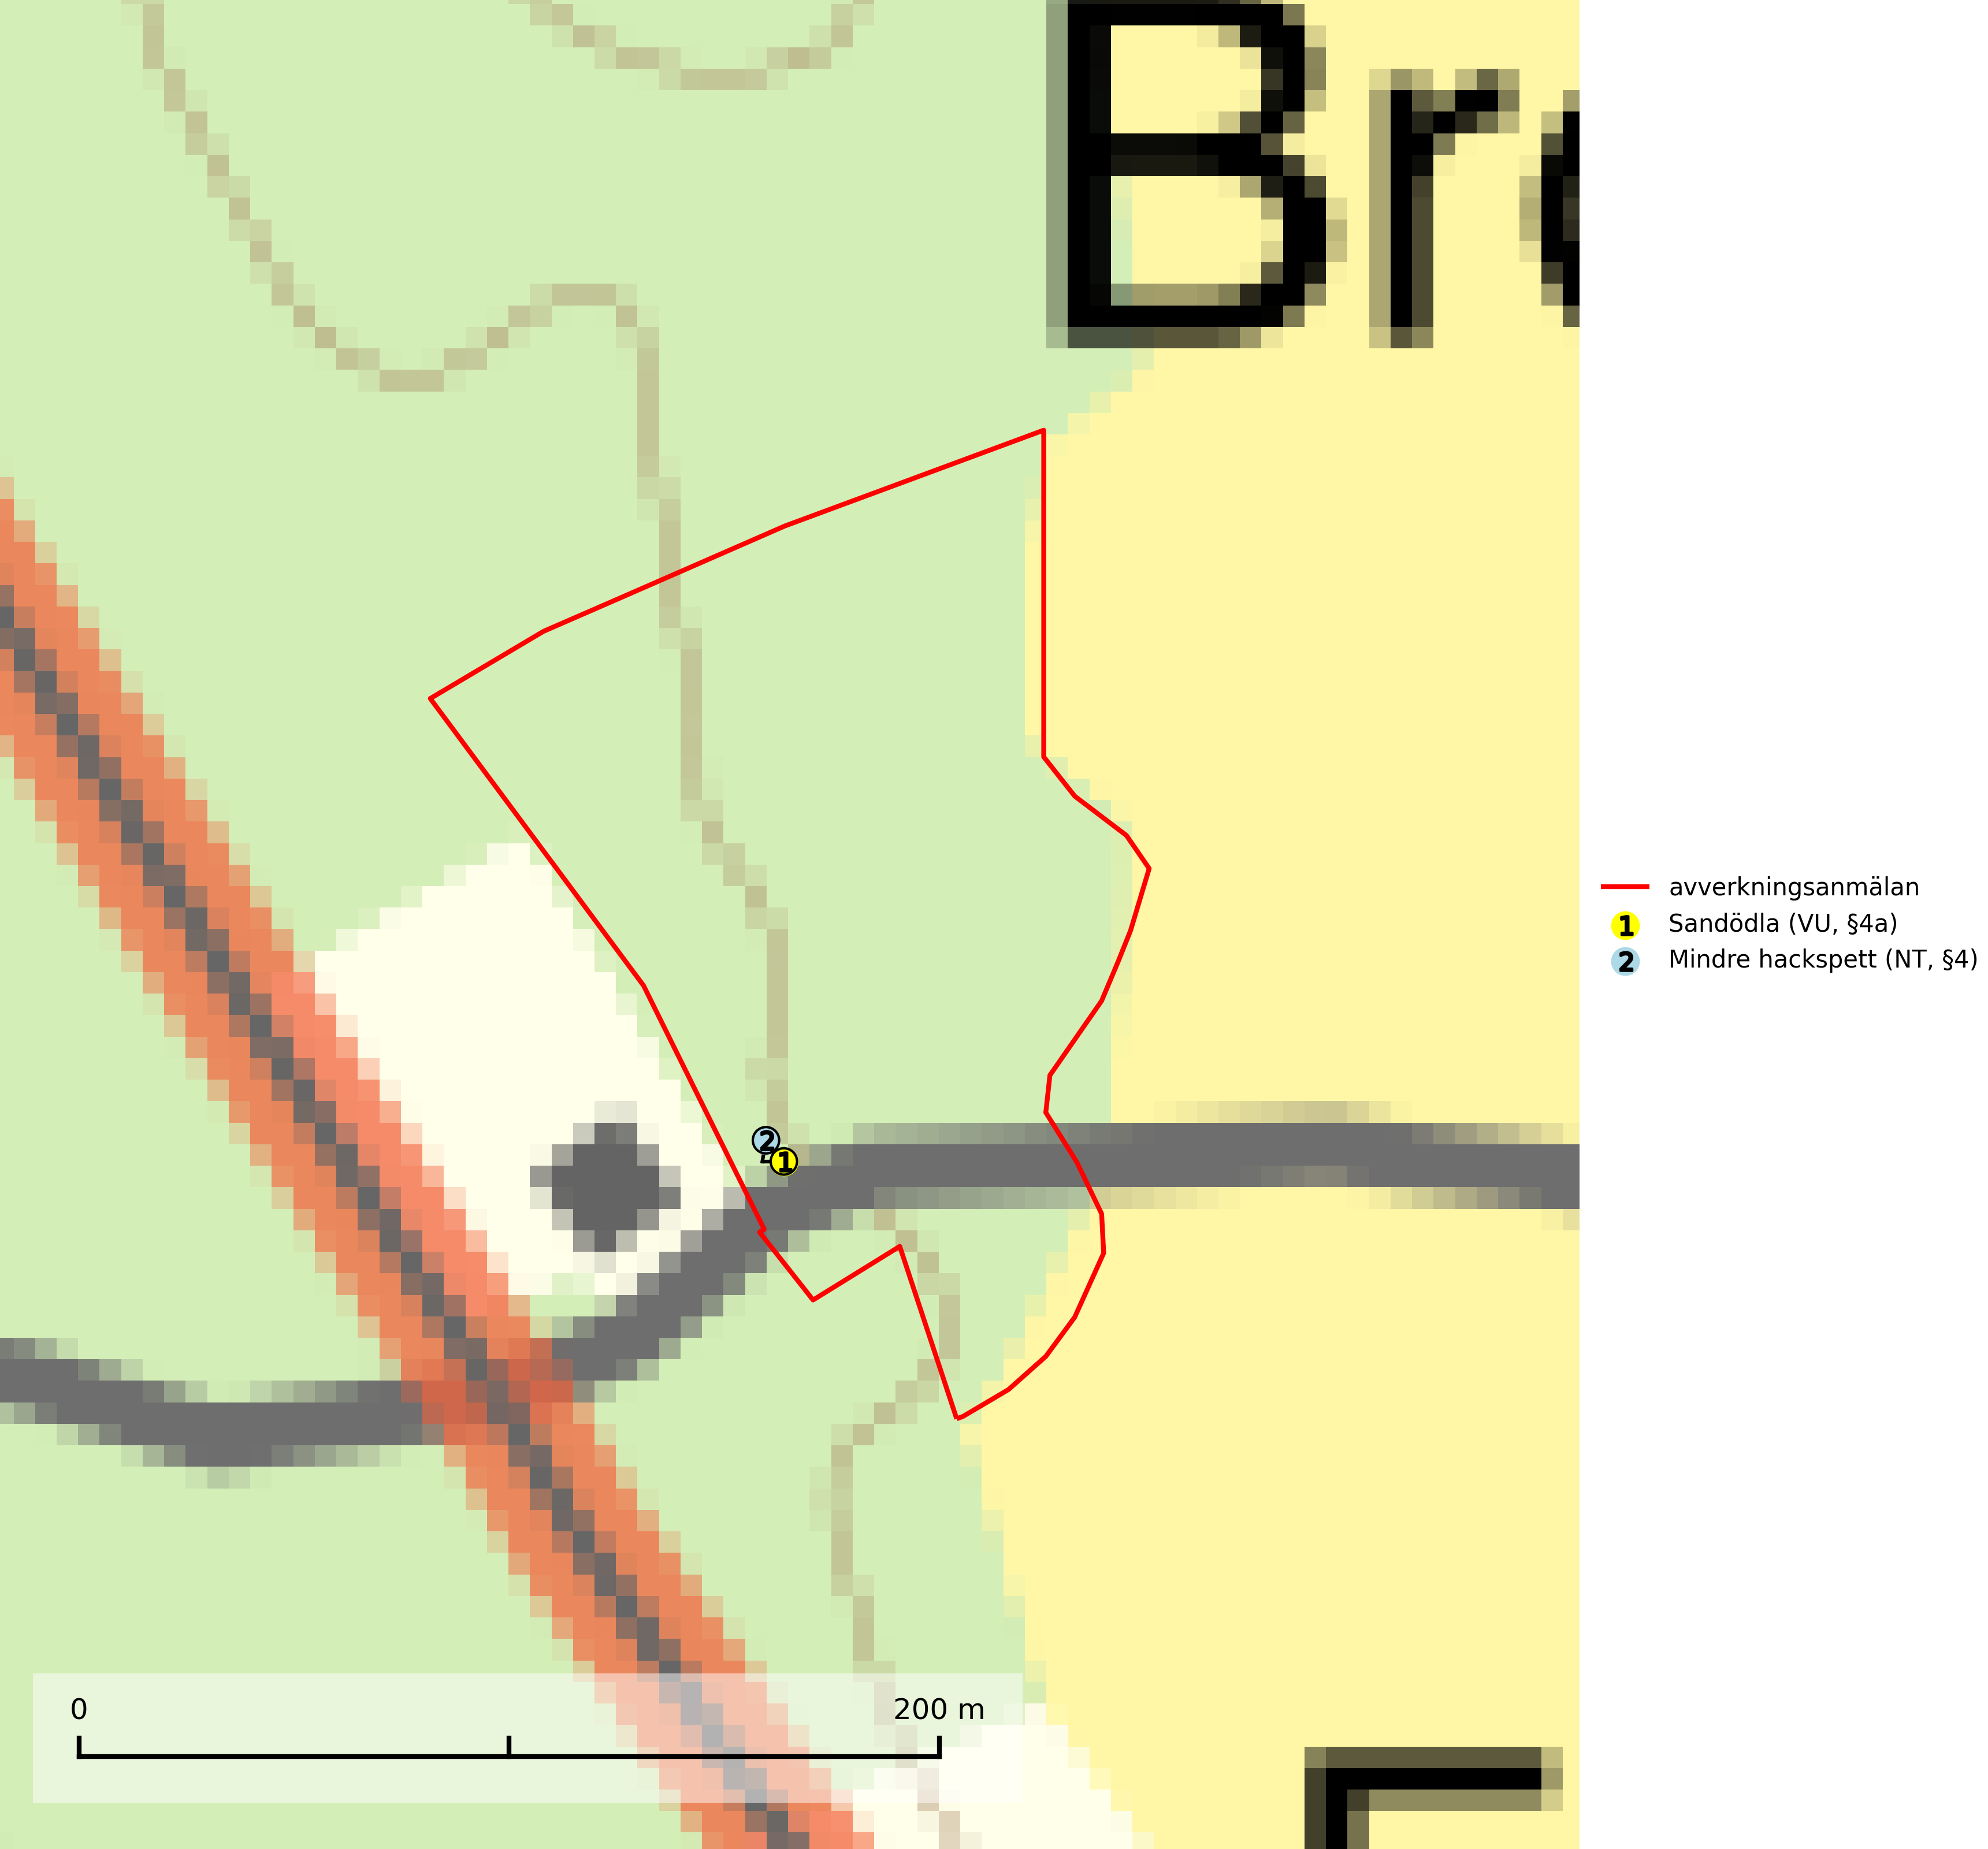 Br
avverkningsanmälan
1 Sandödla (VU, §4a)
2 Mindre hackspett (NT, §4)
2
1
0 200 m